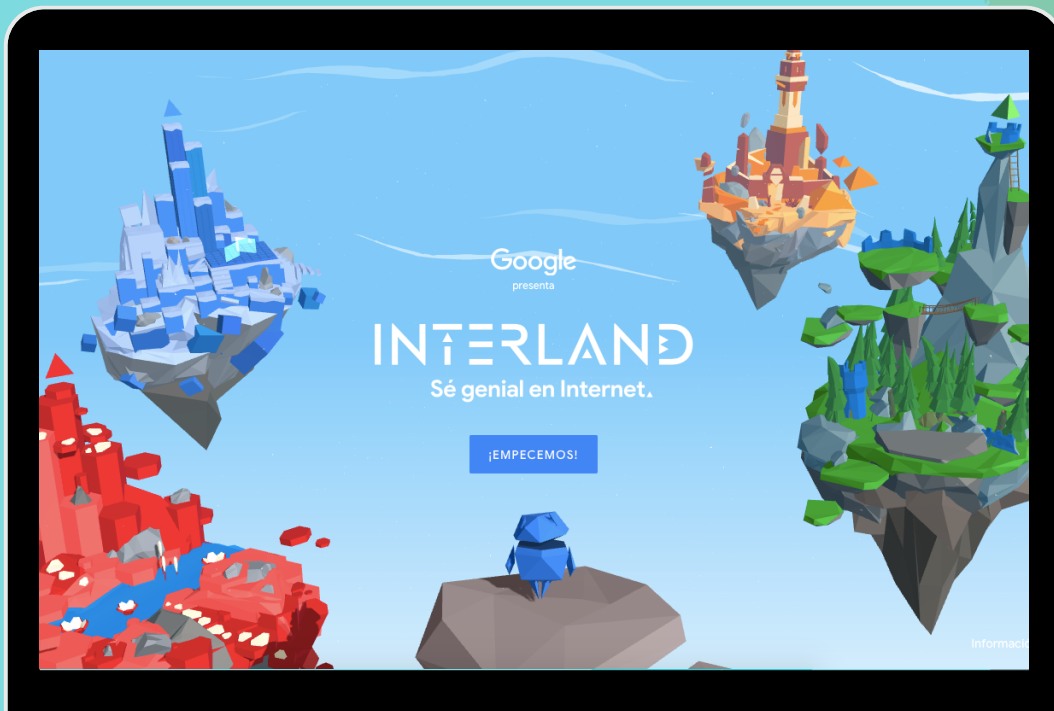 Google
presenta
INTERLAND
Sé genial en Internet.
¡EMPECEMOS!